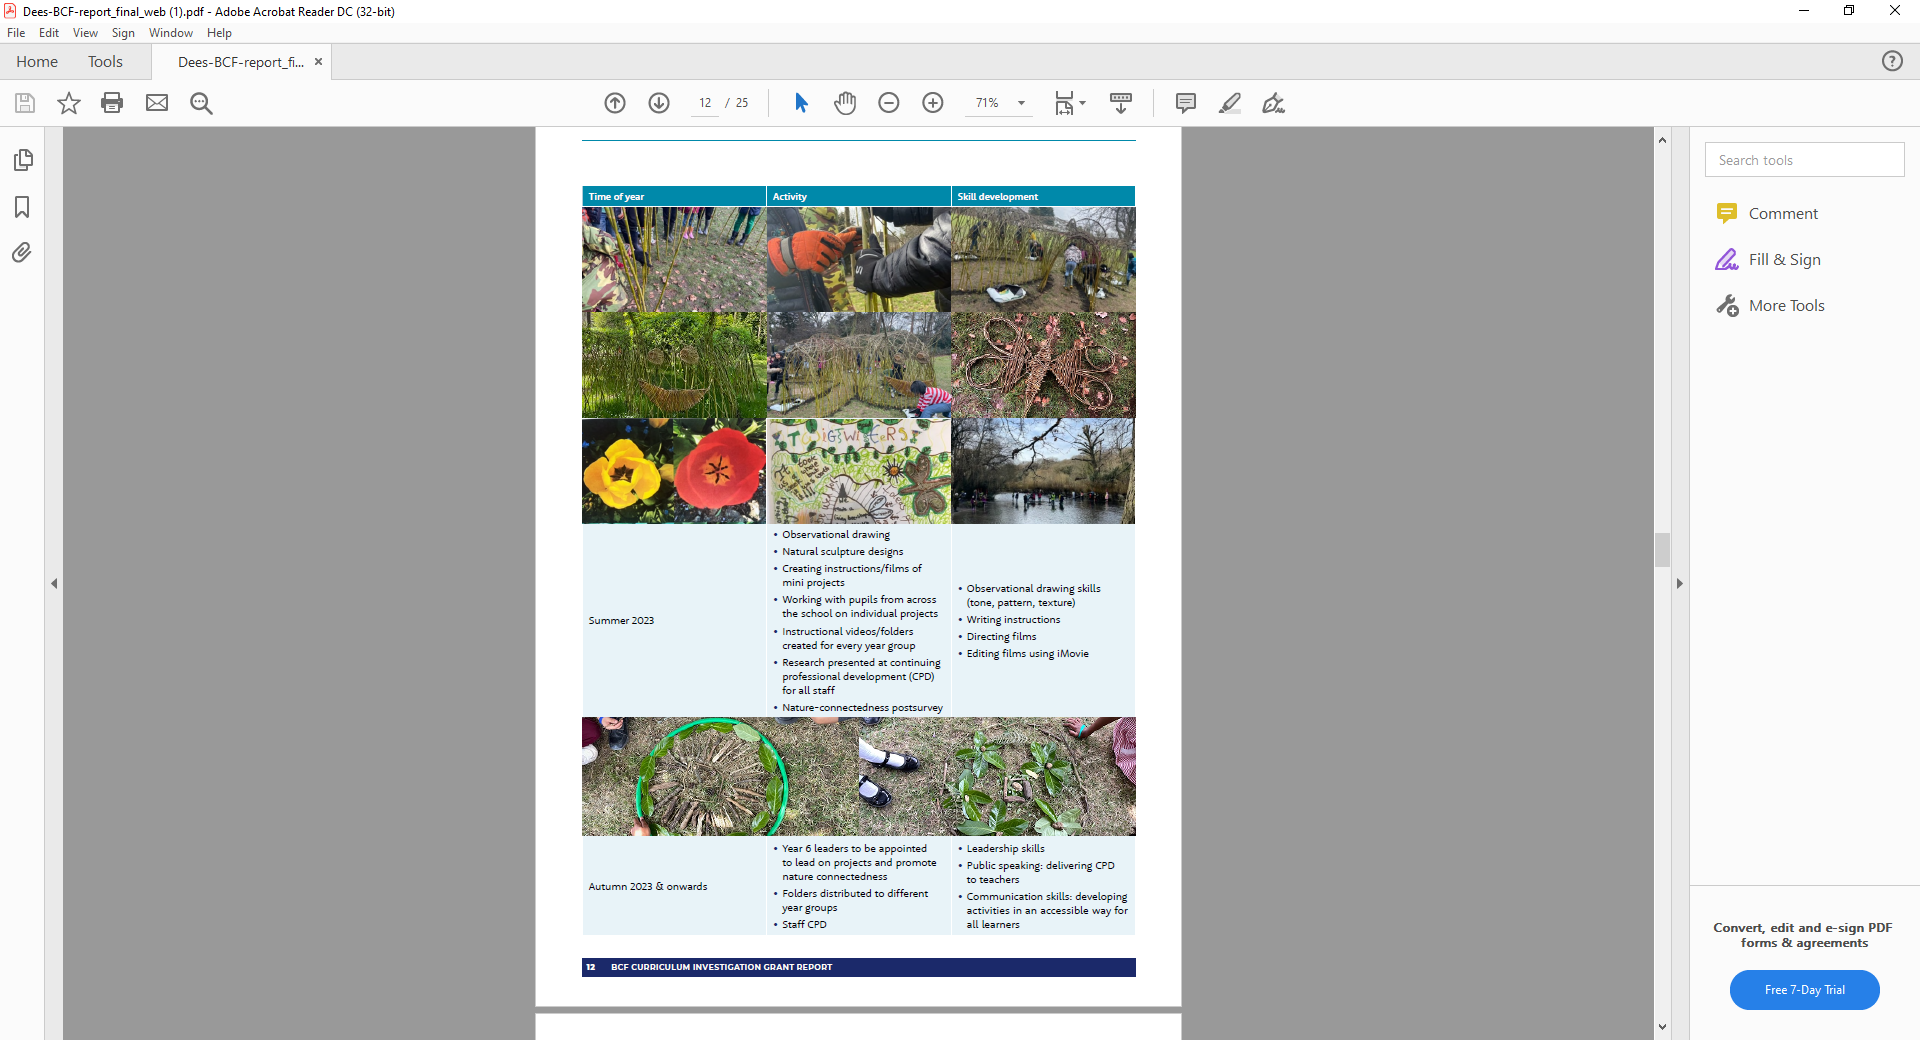 Dees-BCF-report_final_web (1).pdf - Adobe Acrobat Reader DC (32-bit)
File Edit View Sign Window Help
Home Tools Dees-BCF-report_fi... ×
12 / 25 71%
Search tools
Comment
Fill & Sign
More Tools
Time of year Activity Skill development
TWIGTWISTERS
Summer 2023
• Observational drawing
• Natural sculpture designs
• Creating instructions/films of
mini projects
• Working with pupils from across
the school on individual projects
• Instructional videos/folders
created for every year group
• Research presented at continuing
professional development (CPD)
for all staff
• Nature-connectedness postsurvey
• Observational drawing skills
(tone, pattern, texture)
• Writing instructions
• Directing films
• Editing films using iMovie
Autumn 2023 & onwards
• Year 6 leaders to be appointed
to lead on projects and promote
nature connectedness
• Folders distributed to different
year groups
• Staff CPD
• Leadership skills
• Public speaking: delivering CPD
to teachers
• Communication skills: developing
activities in an accessible way for
all learners
12 BCF CURRICULUM INVESTIGATION GRANT REPORT
Convert, edit and e-sign PDF
forms & agreements
Free 7-Day Trial